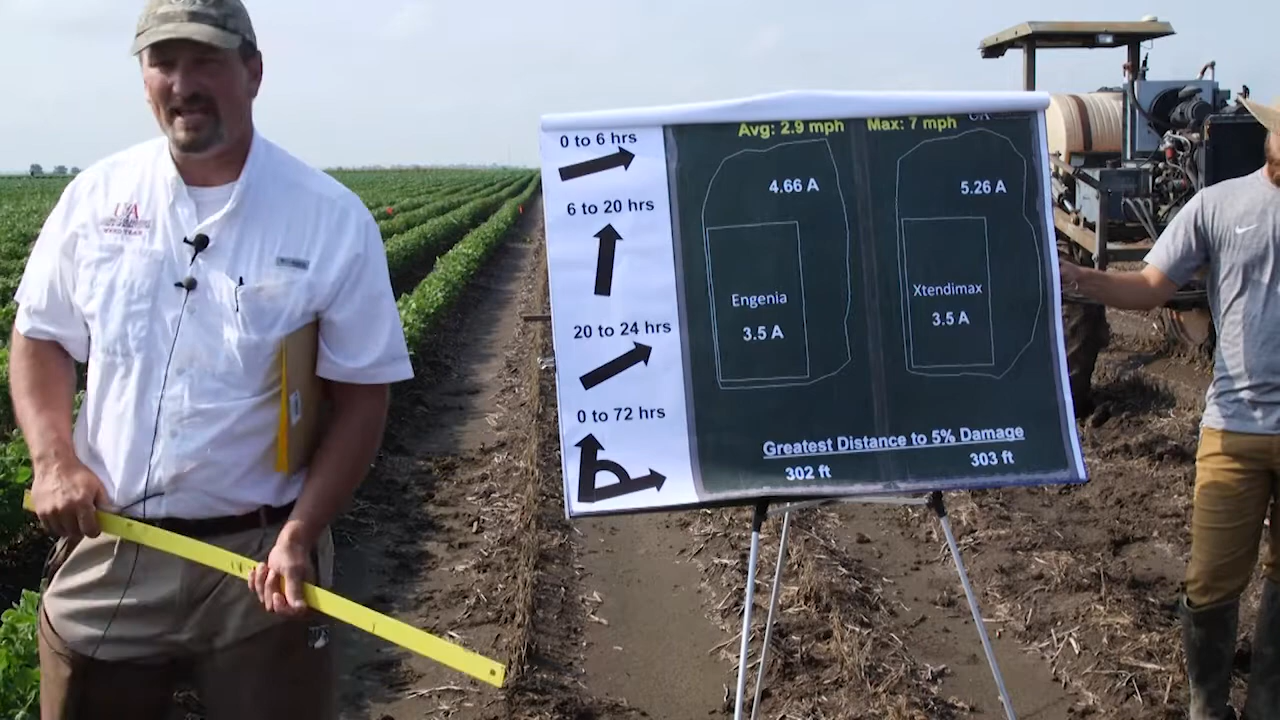 UA
0 to 6 hrs
6 to 20 hrs
20 to 24 hrs
0 to 72 hrs
Avg: 2.9 mph
Max: 7 mph
4.66 A
5.26 A
Engenia
3.5 A
Xtendimax
3.5 A
Greatest Distance to 5% Damage
302 ft
303 ft